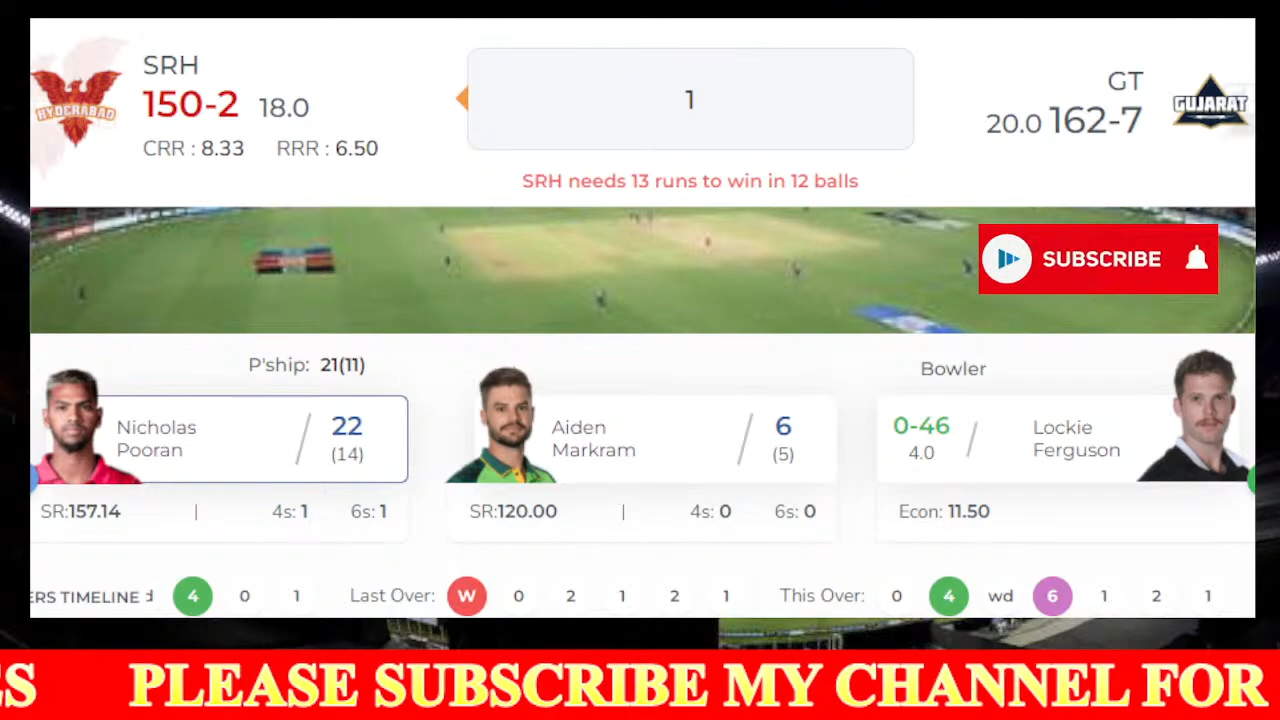 SRH
150-2 18.0
CRR : 8.33 RRR : 6.50
HYDERABAD
1
SRH needs 13 runs to win in 12 balls
GT
20.0 162-7
GUJARAT
SUBSCRIBE
P'ship: 21(11)
Nicholas Pooran
22
(14)
SR:157.14 | 4s: 1 6s: 1
Aiden Markram
6
(5)
SR:120.00 | 4s: 0 6s: 0
Bowler
0-46
4.0
Lockie Ferguson
Econ: 11.50
ERS TIMELINE d 4 0 1 Last Over: W 0 2 1 2 1 This Over: 0 4 wd 6 1 2 1
ES PLEASE SUBSCRIBE MY CHANNEL FOR